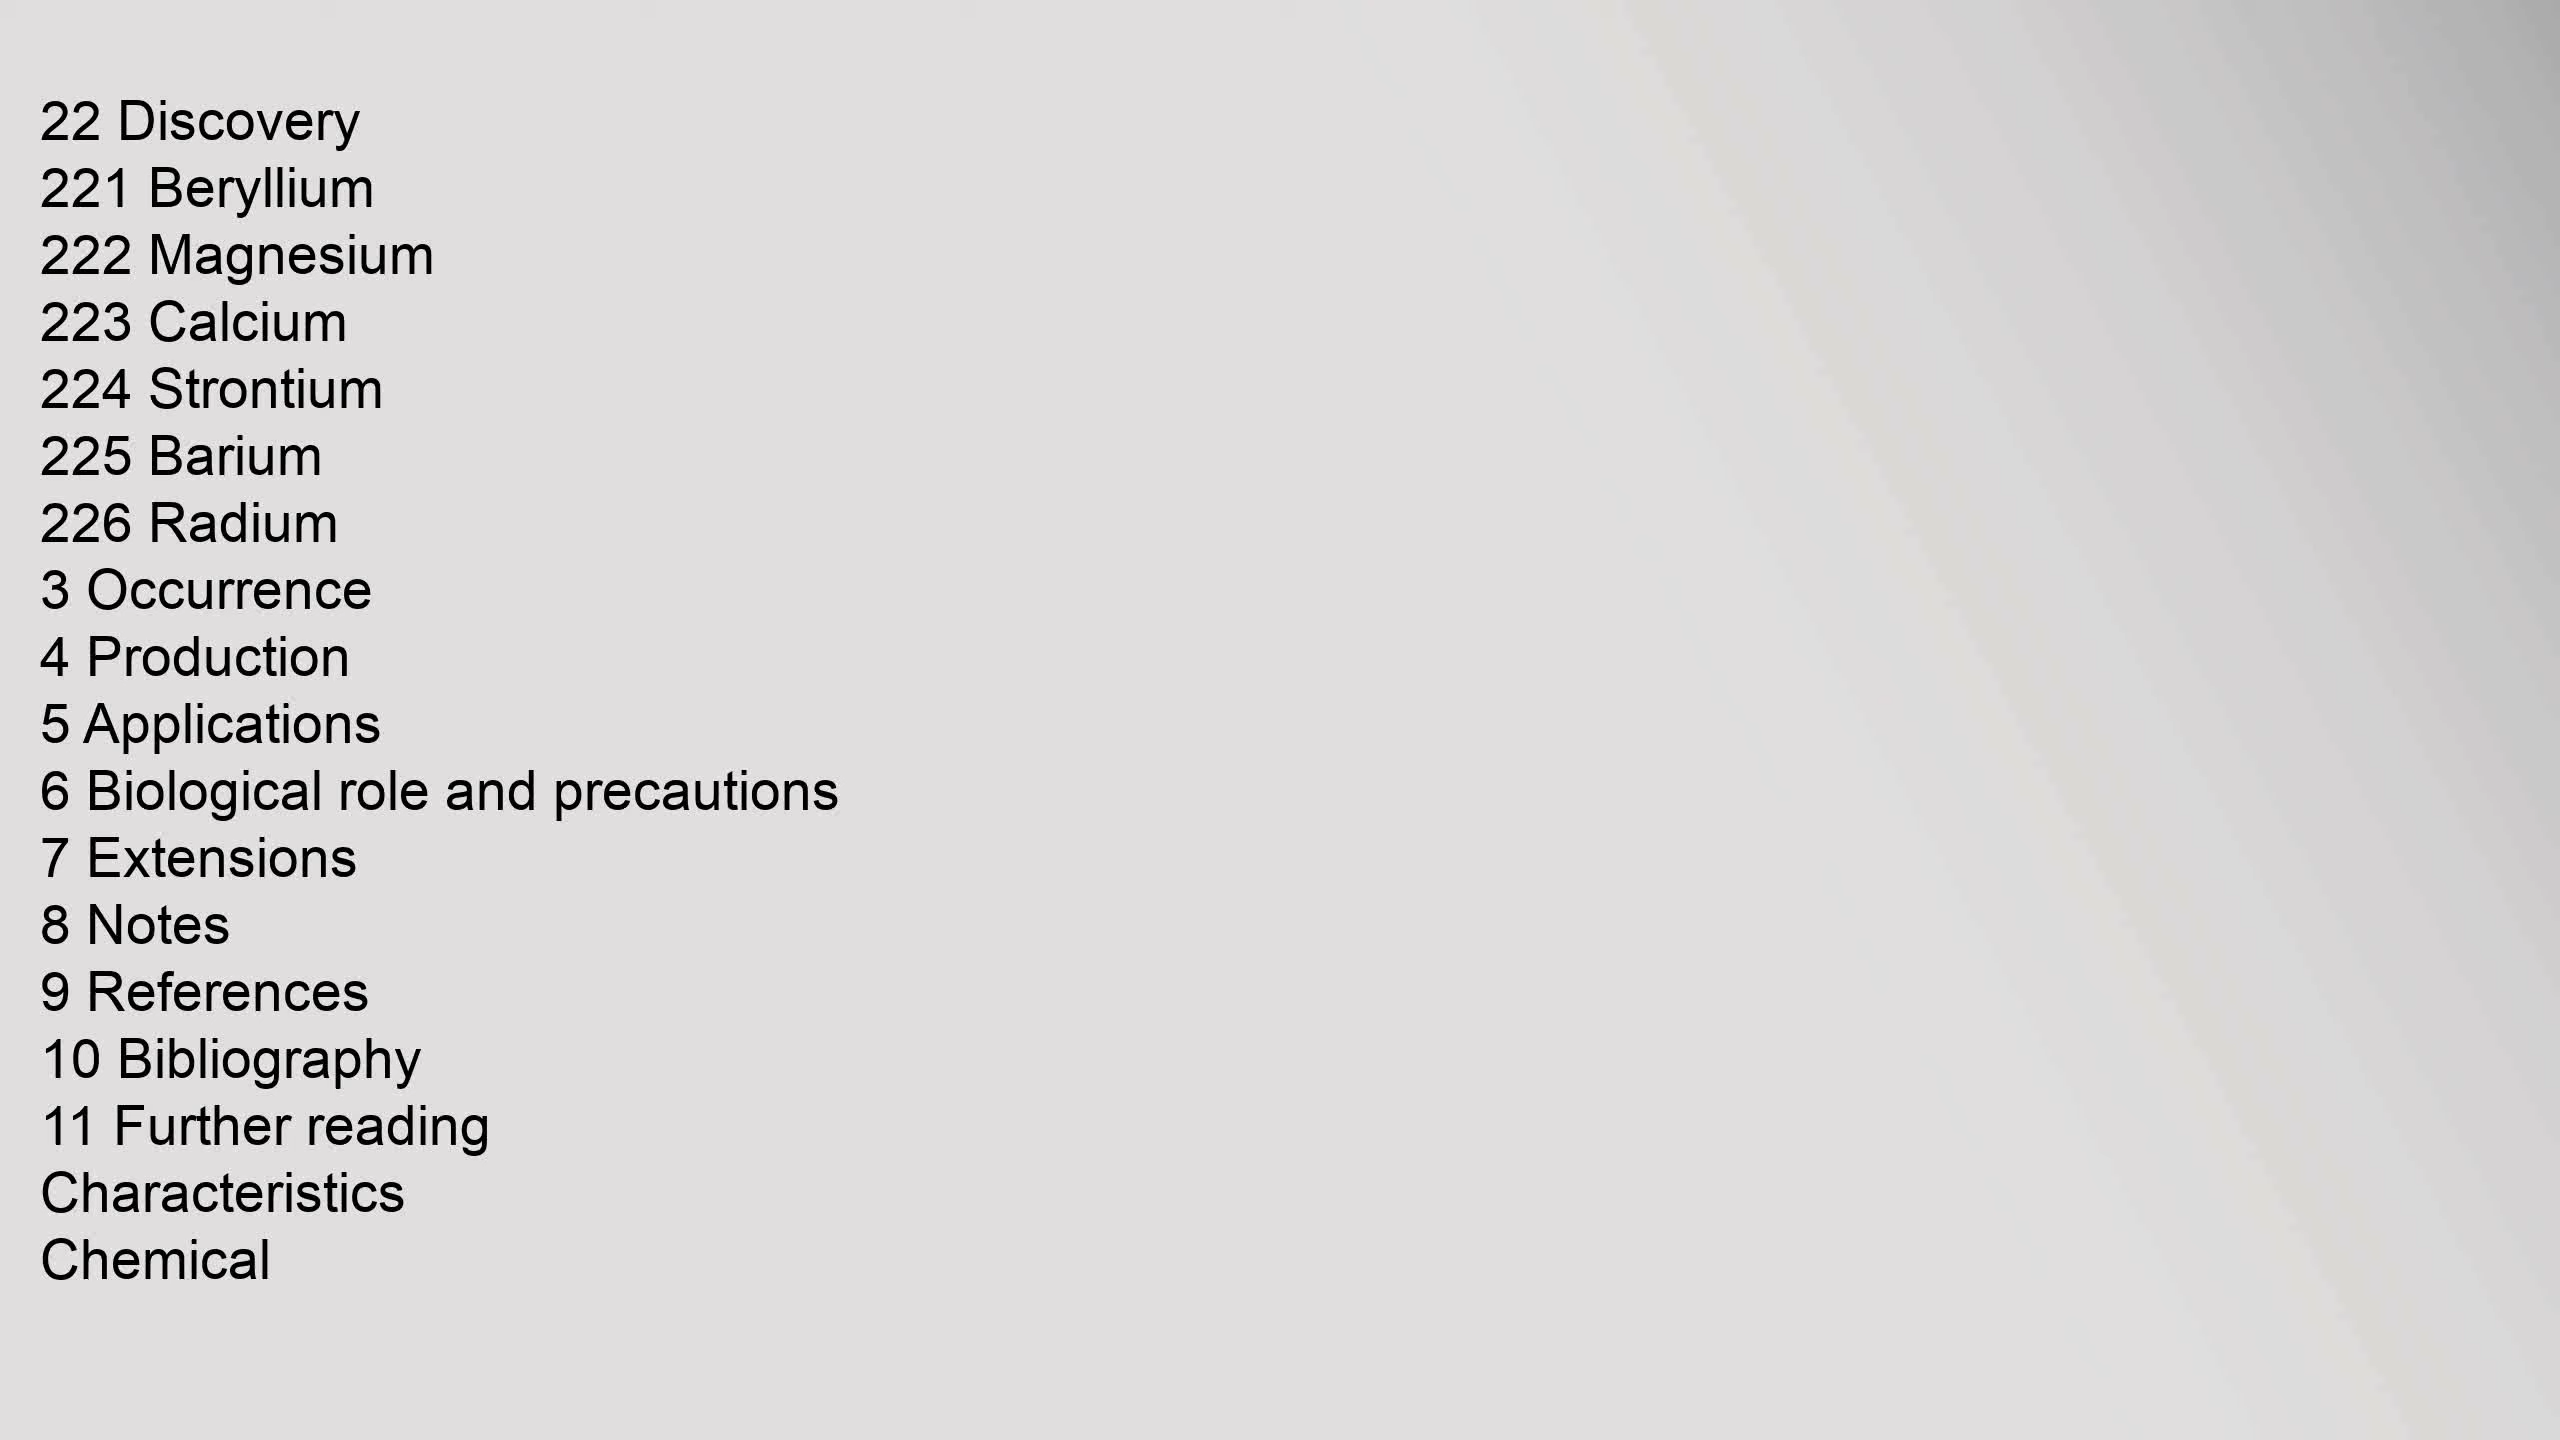 22 Discovery
221 Beryllium
222 Magnesium
223 Calcium
224 Strontium
225 Barium
226 Radium
3 Occurrence
4 Production
5 Applications
6 Biological role and precautions
7 Extensions
8 Notes
9 References
10 Bibliography
11 Further reading
Characteristics
Chemical